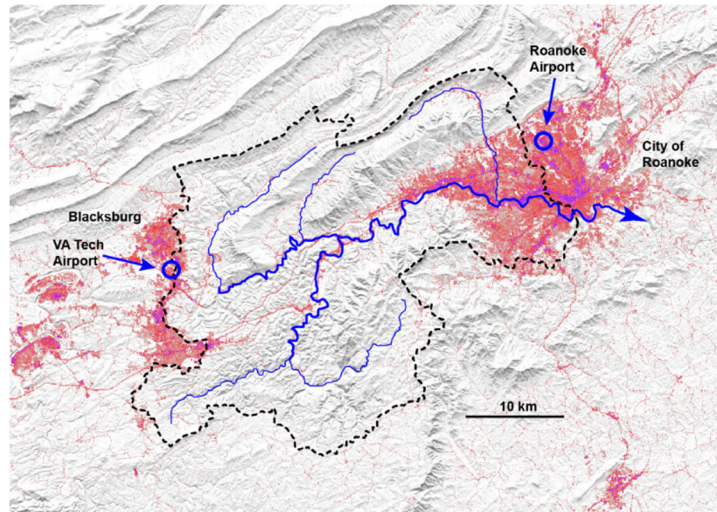 Roanoke
Airport
City of
Roanoke
Blacksburg
VA Tech
Airport
10 km